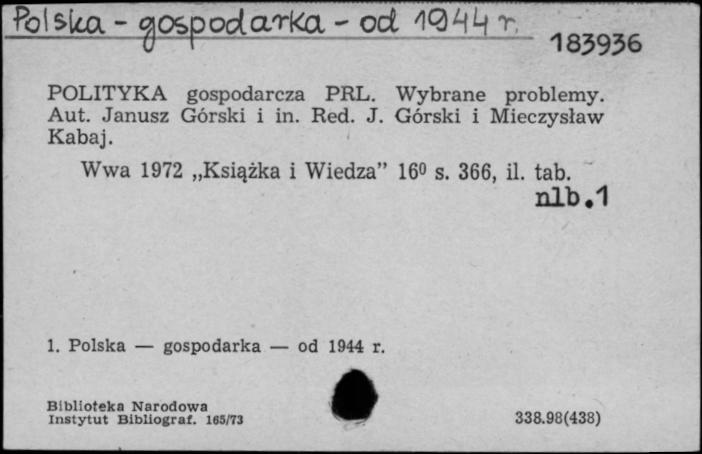 Polska - gospodarka - od 1944 r.
183936
POLITYKA gospodarcza PRL. Wybrane problemy.
Aut. Janusz Górski i in. Red. J. Górski i Mieczysław
Kabaj.
Wwa 1972 „Książka i Wiedza” 16⁰ s. 366, il. tab.
nlb.1
1. Polska — gospodarka — od 1944 r.
Biblioteka Narodowa
Instytut Bibliograf. 165/73
338.98(438)